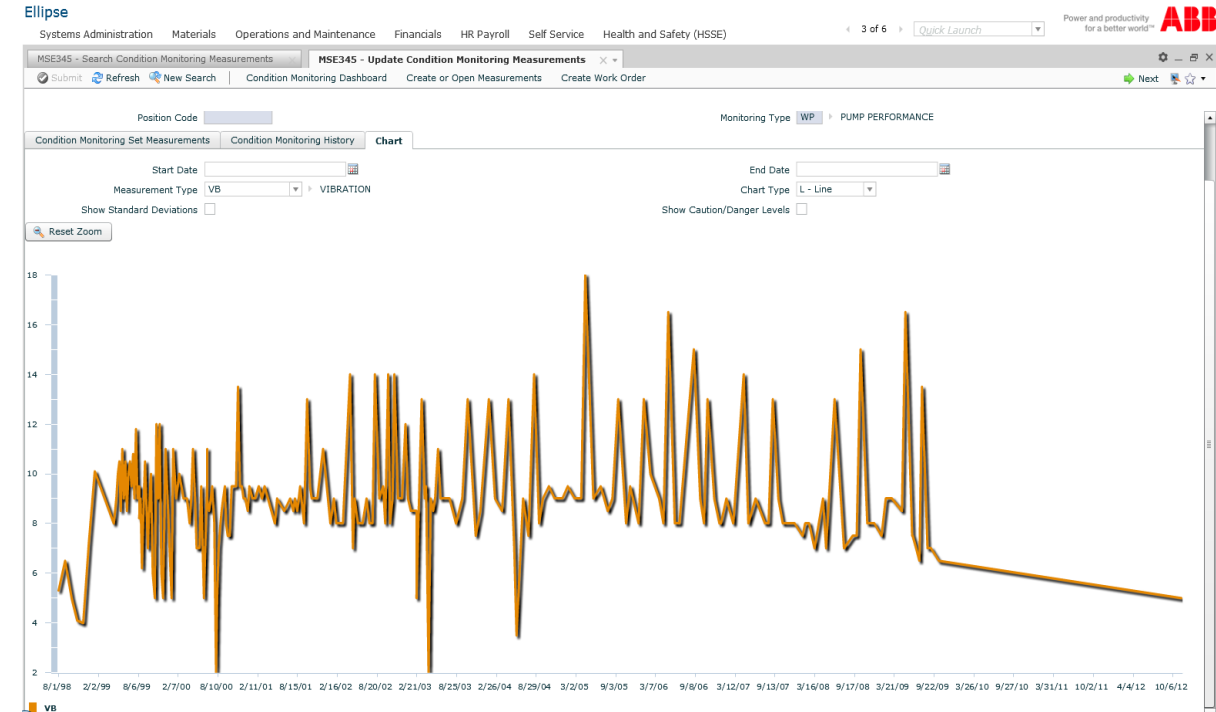 Ellipse
Power and productivity
for a better world™
ABB
Systems Administration Materials Operations and Maintenance Financials HR Payroll Self Service Health and Safety (HSSE)
3 of 6
Quick Launch
MSE345 - Search Condition Monitoring Measurements
MSE345 - Update Condition Monitoring Measurements
Submit Refresh New Search Condition Monitoring Dashboard Create or Open Measurements Create Work Order
Next
Position Code
Monitoring Type WP PUMP PERFORMANCE
Condition Monitoring Set Measurements Condition Monitoring History Chart
Start Date
End Date
Measurement Type VB VIBRATION
Chart Type L - Line
Show Standard Deviations
Show Caution/Danger Levels
Reset Zoom
18
16
14
12
10
8
6
4
2
8/1/98 2/2/99 8/6/99 2/7/00 8/10/00 2/11/01 8/15/01 2/16/02 8/20/02 2/21/03 8/25/03 2/26/04 8/29/04 3/2/05 9/3/05 3/7/06 9/8/06 3/12/07 9/13/07 3/16/08 9/17/08 3/21/09 9/22/09 3/26/10 9/27/10 3/31/11 10/2/11 4/4/12 10/6/12
VB